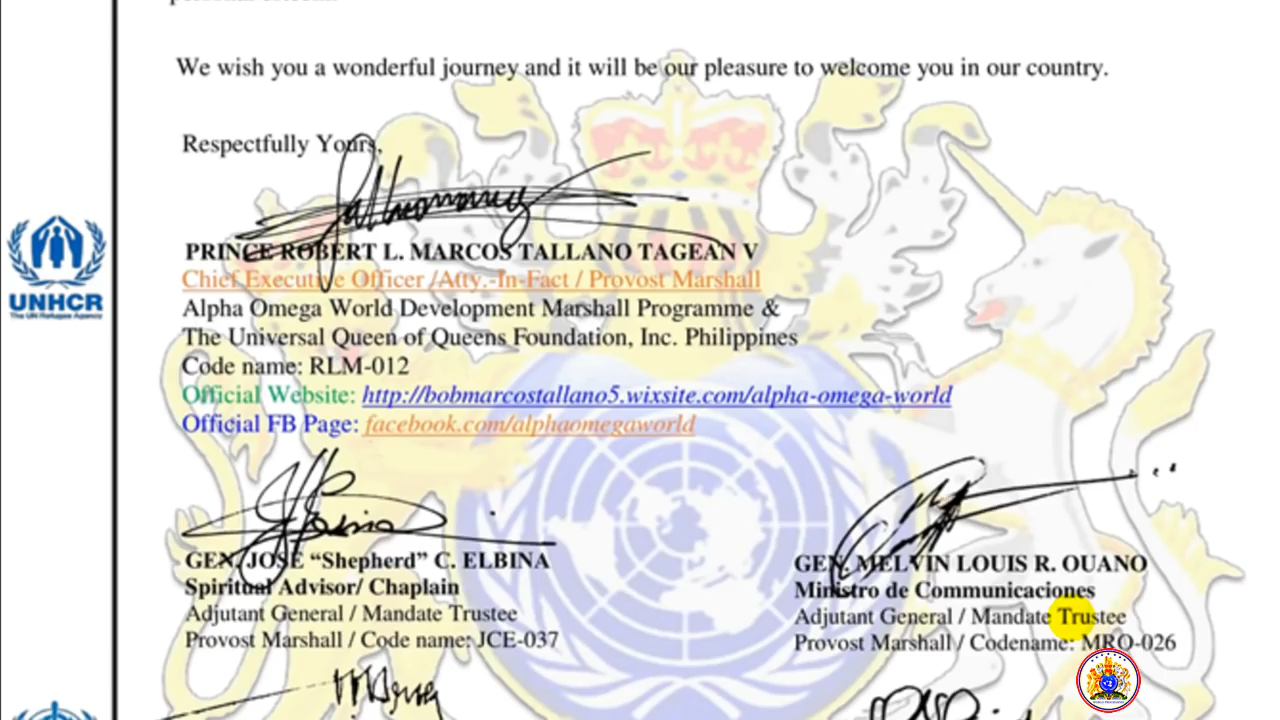 We wish you a wonderful journey and it will be our pleasure to welcome you in our country.
Respectfully Yours,
PRINCE ROBERT L. MARCOS TALLANO TAGEAN V
Chief Executive Officer /Atty.-In-Fact / Provost Marshall
Alpha Omega World Development Marshall Programme &
The Universal Queen of Queens Foundation, Inc. Philippines
Code name: RLM-012
Official Website: http://bobmarcostallano5.wixsite.com/alpha-omega-world
Official FB Page: facebook.com/alphaomegaworld
UNHCR
The UN Refugee Agency
GEN. JOSE “Shepherd” C. ELBINA
Spiritual Advisor/ Chaplain
Adjutant General / Mandate Trustee
Provost Marshall / Code name: JCE-037
GEN. MELVIN LOUIS R. OUANO
Ministro de Communicaciones
Adjutant General / Mandate Trustee
Provost Marshall / Codename: MRO-026